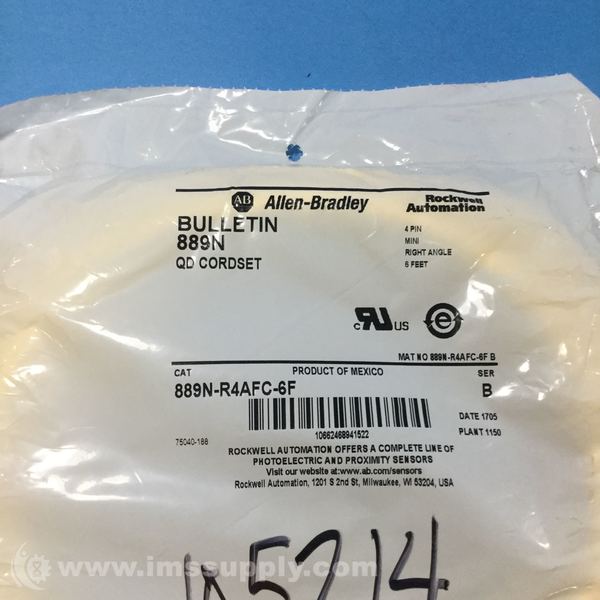 AB Allen-Bradley
Rockwell
Automation
BULLETIN
889N
QD CORDSET
4 PIN
MINI
RIGHT ANGLE
6 FEET
c RU US
e
MAT NO 889N-R4AFC-6F B
CAT
PRODUCT OF MEXICO
SER
889N-R4AFC-6F
B
DATE 1705
75040-188
10662468941522
PLANT 1150
ROCKWELL AUTOMATION OFFERS A COMPLETE LINE OF
PHOTOELECTRIC AND PROXIMITY SENSORS
Visit our website at:www.ab.com/sensors
Rockwell Automation, 1201 S 2nd St, Milwaukee, WI 53204, USA
www.imssupply.com